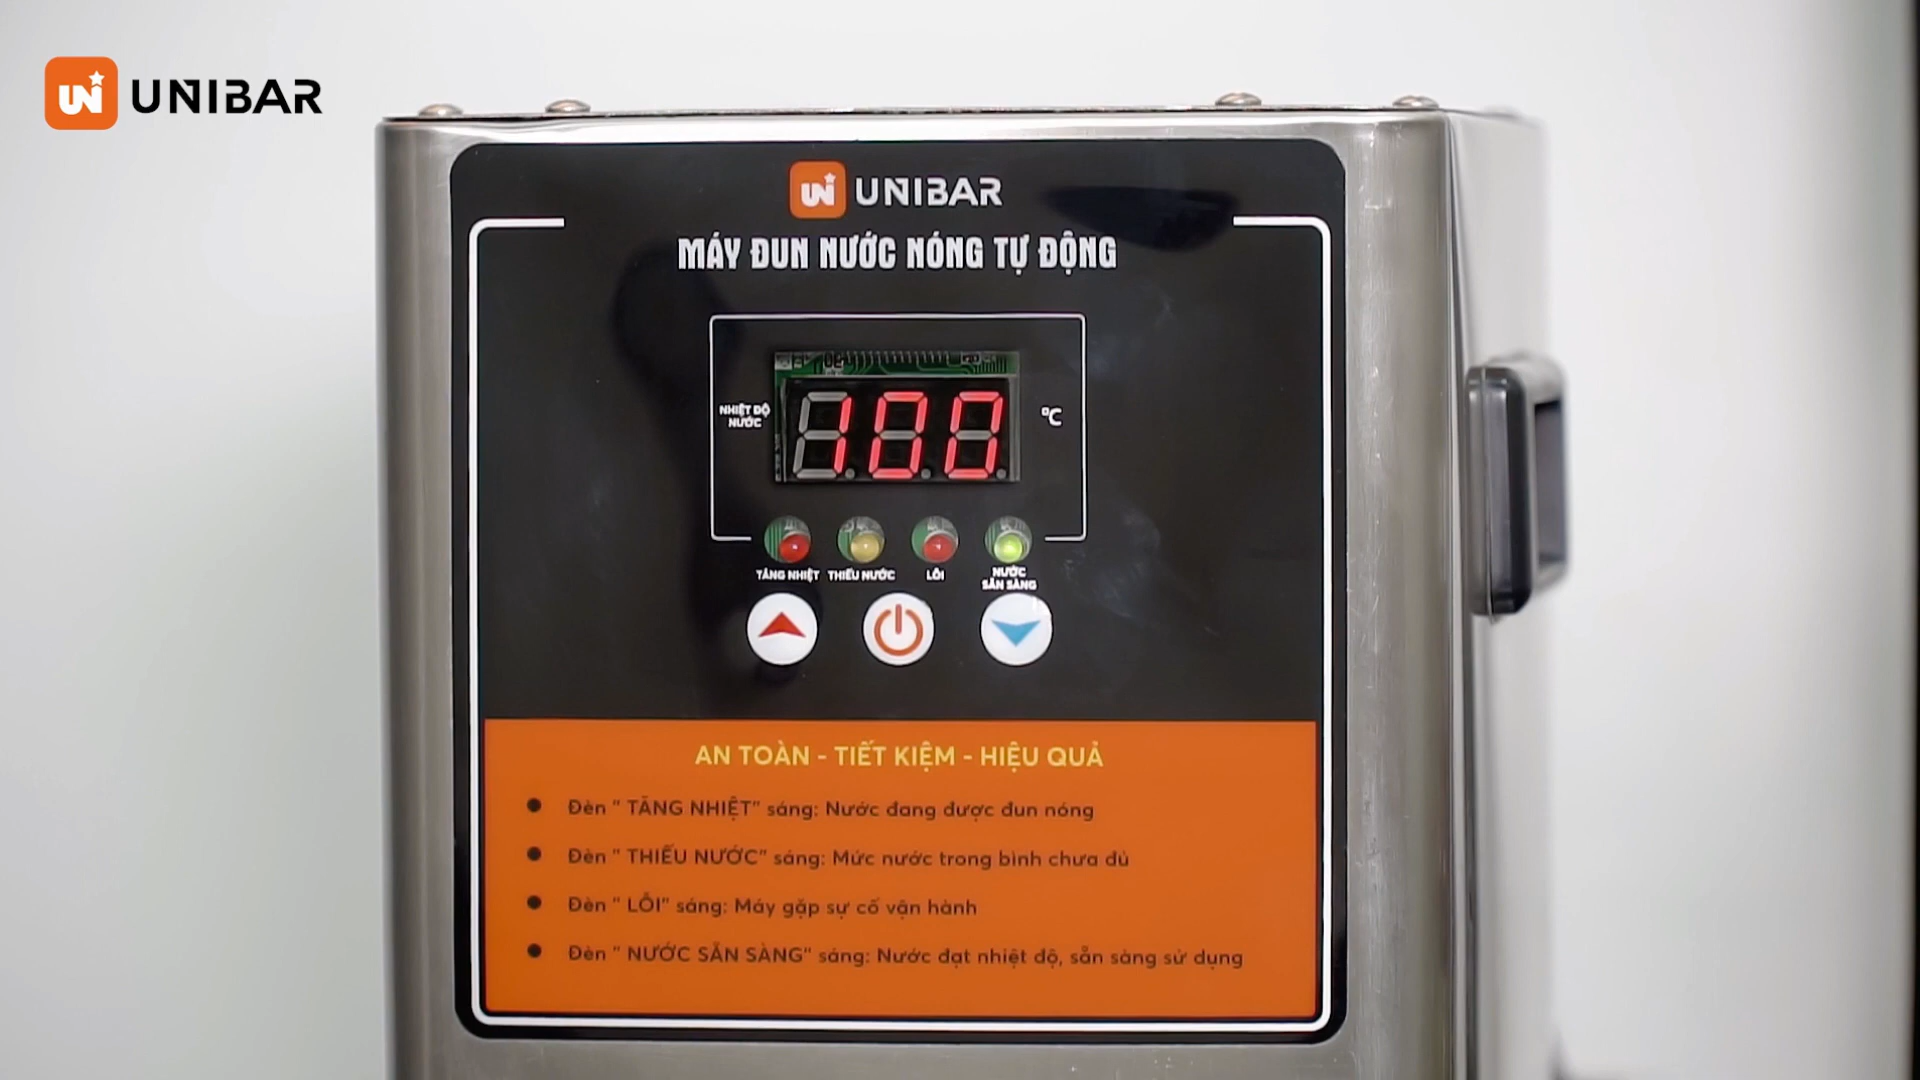 UNIBAR
UNIBAR
MÁY ĐUN NƯỚC NÓNG TỰ ĐỘNG
NHIỆT ĐỘ
NƯỚC
100
℃
TĂNG NHIỆT THIẾU NƯỚC LỖI NƯỚC
SẴN SÀNG
AN TOÀN - TIẾT KIỆM - HIỆU QUẢ
• Đèn " TĂNG NHIỆT" sáng: Nước đang được đun nóng
• Đèn " THIẾU NƯỚC" sáng: Mức nước trong bình chưa đủ
• Đèn " LỖI" sáng: Máy gặp sự cố vận hành
• Đèn " NƯỚC SẴN SÀNG" sáng: Nước đạt nhiệt độ, sẵn sàng sử dụng